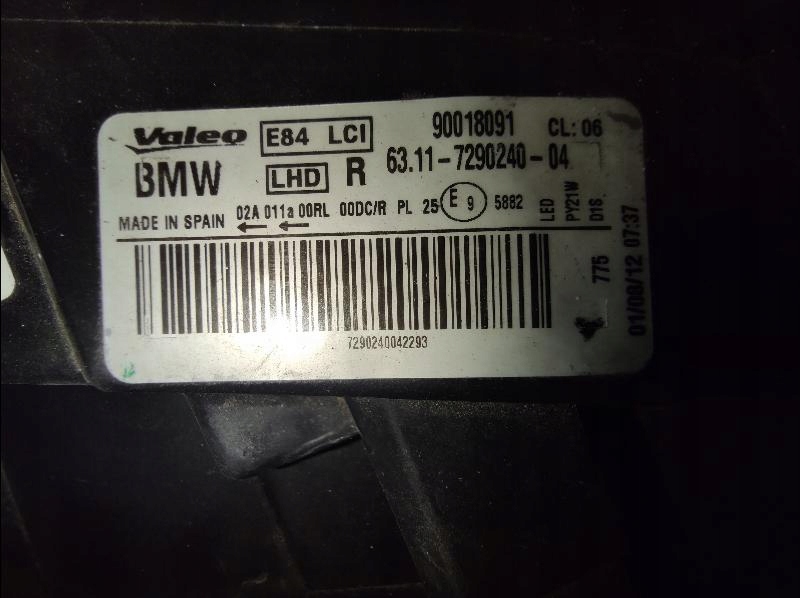 Valeo E84 LCI 90018091 CL: 06
BMW LHD R 63.11-7290240-04
MADE IN SPAIN 02A 011a 00RL 00DC/R PL 25 E 9 5882
LED
PY21W
D1S
7290240042293
775
01/08/12 07:37